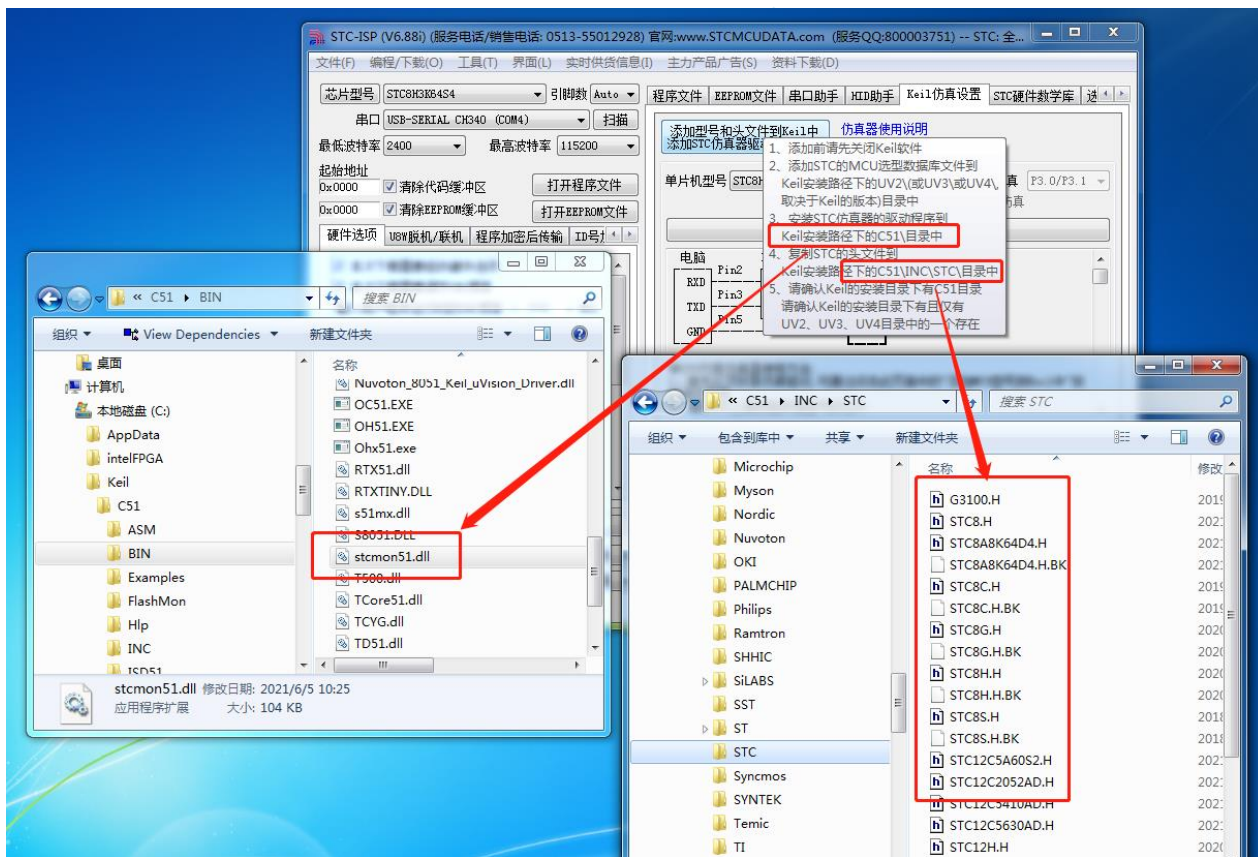 STC-ISP (V6.88i) (服务电话/销售电话: 0513-55012928) 官网:www.STCMCUDATA.com (服务QQ:800003751) -- STC: 全...
文件(F) 编程/下载(O) 工具(T) 界面(L) 实时供货信息(I) 主力产品广告(S) 资料下载(D)
芯片型号 STC8H3K64S4 引脚数 Auto
串口 USB-SERIAL CH340 (COM4) 扫描
最低波特率 2400 最高波特率 115200
起始地址
0x0000 清除代码缓冲区 打开程序文件
0x0000 清除EEPROM缓冲区 打开EEPROM文件
硬件选项 U8W脱机/联机 程序加密后传输 ID号
程序文件 EEPROM文件 串口助手 HID助手 Keil仿真设置 STC硬件数学库 选
添加型号和头文件到Keil中
添加STC仿真器驱
仿真器使用说明
单片机型号 STC8H
真 P3.0/P3.1
仿真
1、添加前请先关闭Keil软件
2、添加STC的MCU选型数据库文件到
Keil安装路径下的UV2\(或UV3\或UV4\,
取决于Keil的版本)目录中
3、安装STC仿真器的驱动程序到
Keil安装路径下的C51\目录中
4、复制STC的头文件到
Keil安装路径下的C51\INC\STC\目录中
5、请确认Keil的安装目录下有C51目录
请确认Keil的安装目录下有且仅有
UV2、UV3、UV4目录中的一个存在
电脑
RXD Pin2
TXD Pin3
GND Pin5
« C51 ▸ BIN
搜索 BIN
组织 View Dependencies 新建文件夹
桌面
计算机
本地磁盘 (C:)
AppData
intelFPGA
Keil
C51
ASM
BIN
Examples
FlashMon
Hlp
INC
ISD51
名称
Nuvoton_8051_Keil_uVision_Driver.dll
OC51.EXE
OH51.EXE
Ohx51.exe
RTX51.dll
RTXTINY.DLL
s51mx.dll
S8051.DLL
stcmon51.dll
T500.dll
TCore51.dll
TCYG.dll
TD51.dll
stcmon51.dll 修改日期: 2021/6/5 10:25
应用程序扩展 大小: 104 KB
« C51 ▸ INC ▸ STC
搜索 STC
组织 包含到库中 共享 新建文件夹
Microchip
Myson
Nordic
Nuvoton
OKI
PALMCHIP
Philips
Ramtron
SHHIC
SiLABS
SST
ST
STC
Syncmos
SYNTEK
Temic
TI
名称 修改
G3100.H 2019
STC8.H 202
STC8A8K64D4.H 202
STC8A8K64D4.H.BK 202
STC8C.H 2019
STC8C.H.BK 2019
STC8G.H 2020
STC8G.H.BK 2020
STC8H.H 2020
STC8H.H.BK 2020
STC8S.H 2018
STC8S.H.BK 2018
STC12C5A60S2.H 202
STC12C2052AD.H 202
STC12C5410AD.H 202
STC12C5630AD.H 202
STC12H.H 2020